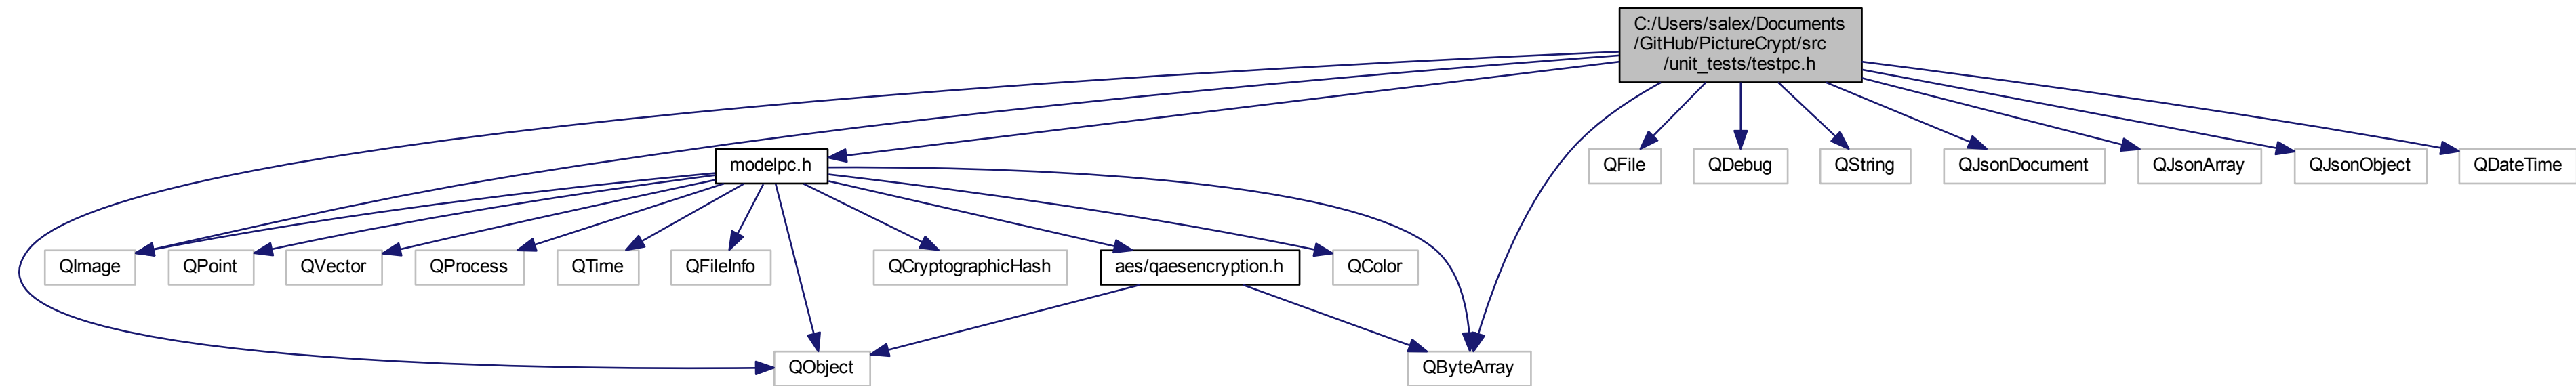 C:/Users/salex/Documents
/GitHub/PictureCrypt/src
/unit_tests/testpc.h
modelpc.h
QFile
QDebug
QString
QJsonDocument
QJsonArray
QJsonObject
QDateTime
QImage
QPoint
QVector
QProcess
QTime
QFileInfo
QCryptographicHash
aes/qaesencryption.h
QColor
QObject
QByteArray